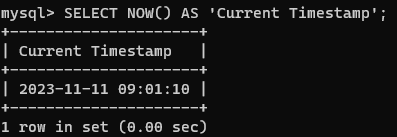 mysql> SELECT NOW() AS 'Current Timestamp';
+---------------------+
| Current Timestamp   |
+---------------------+
| 2023-11-11 09:01:10 |
+---------------------+
1 row in set (0.00 sec)